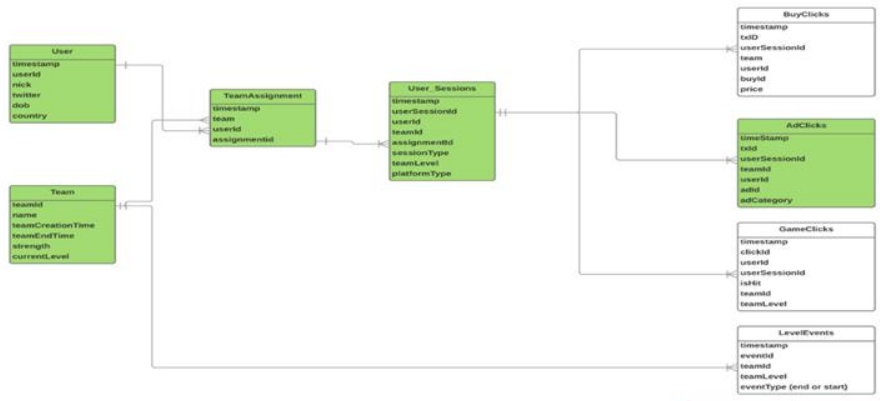 User
timestamp
userId
nick
twitter
dob
country
Team
teamId
name
teamCreationTime
teamEndTime
strength
currentLevel
TeamAssignment
timestamp
team
userId
assignmentId
User_Sessions
timestamp
userSessionId
userId
teamId
assignmentId
sessionType
teamLevel
platformType
BuyClicks
timestamp
txID
userSessionId
team
userId
buyId
price
AdClicks
timeStamp
txId
userSessionId
teamId
userId
adId
adCategory
GameClicks
timestamp
clickId
userId
userSessionId
isHit
teamId
teamLevel
LevelEvents
timestamp
eventId
teamId
teamLevel
eventType (end or start)